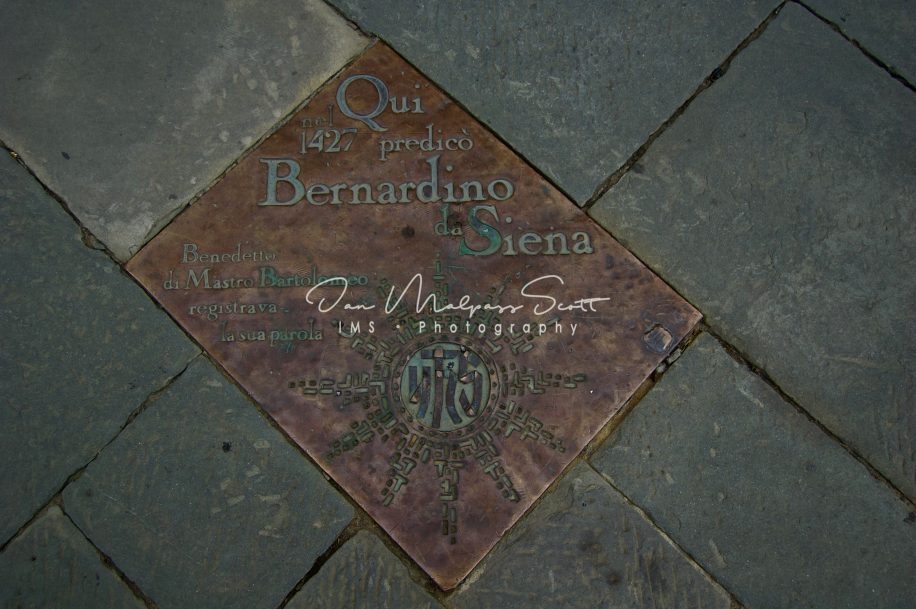 Qui
nel
1427 predicò
Bernardino
da Siena
Benedetto
di Mastro Bartolomeo
registrava
la sua parola
Ian Malpass Scott
IMS • Photography